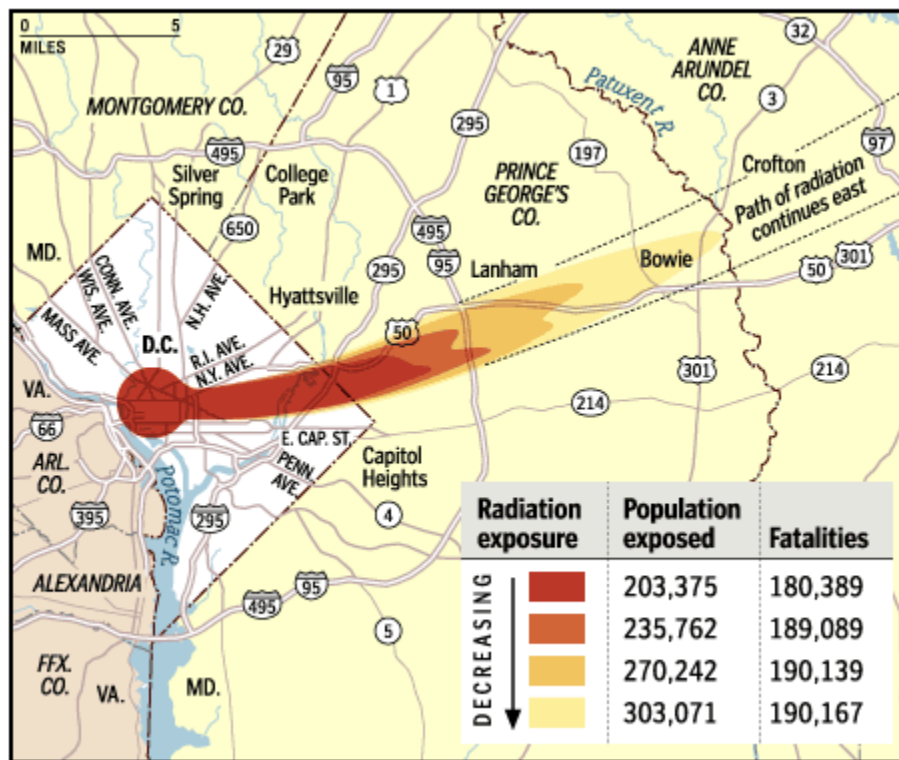 0 5
MILES
29
95
1
32
ANNE
ARUNDEL
CO.
3
MONTGOMERY CO.
Patuxent R.
295
495
197
97
Silver
Spring
College
Park
PRINCE
GEORGE'S
CO.
Crofton
Path of radiation
continues east
650
495
MD.
CONN. AVE.
WIS. AVE.
N.H. AVE.
295
95
Lanham
Bowie
50
301
Hyattsville
MASS AVE.
D.C.
R.I. AVE.
N.Y. AVE.
50
301
214
VA.
214
66
E. CAP. ST.
PENN.
AVE.
Capitol
Heights
ARL.
CO.
Potomac R.
395
295
4
ALEXANDRIA
495
95
5
FFX.
CO.
VA.
MD.
Radiation
exposure
Population
exposed
Fatalities
DECREASING
203,375 180,389
235,762 189,089
270,242 190,139
303,071 190,167